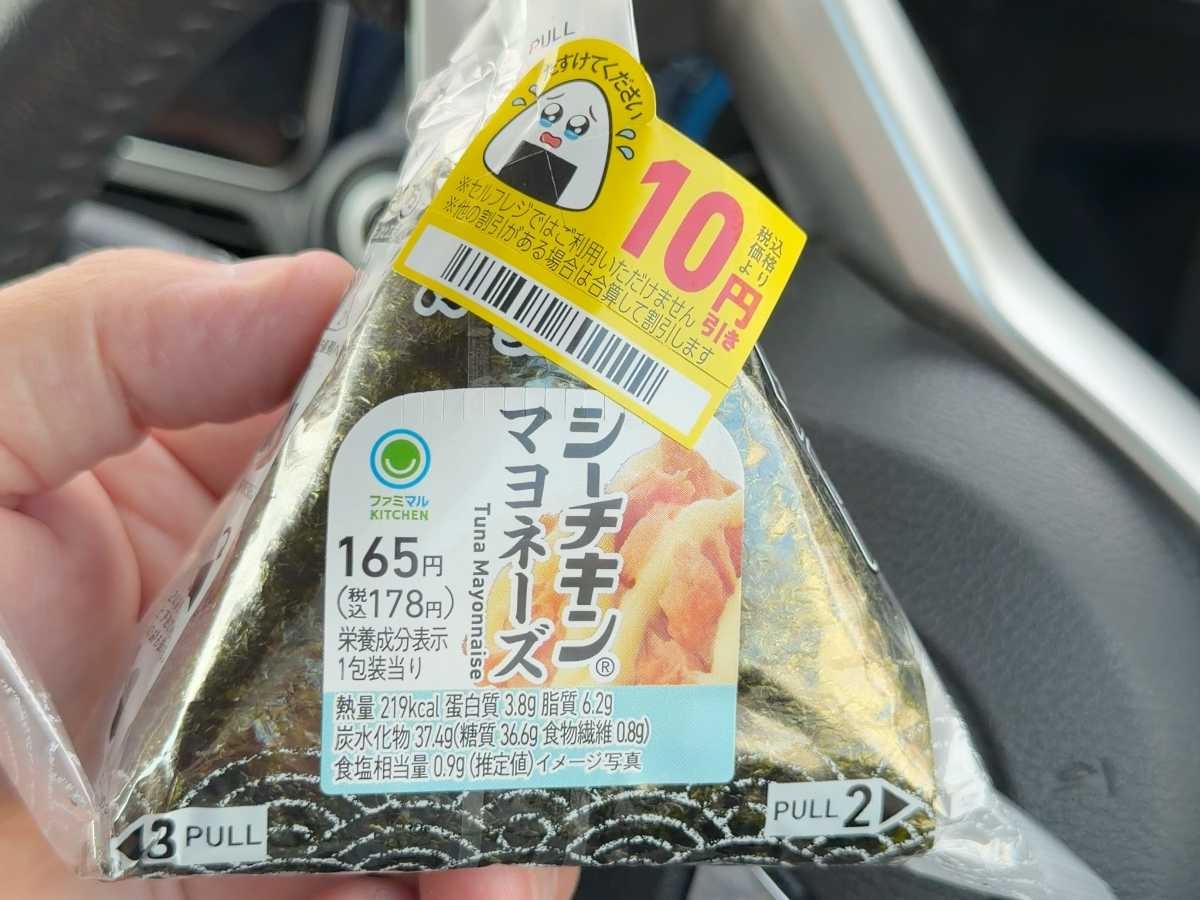 PULL
たすけてください
10円引き
税込
価格
より
※セルフレジではご利用いただけません
※他の割引がある場合は合算して割引します
シーチキン®
マヨネーズ
Tuna Mayonnaise
ファミマル
KITCHEN
165円
(税込178円)
栄養成分表示
1包装当り
熱量 219kcal 蛋白質 3.8g 脂質 6.2g
炭水化物 37.4g(糖質 36.6g 食物繊維 0.8g)
食塩相当量 0.9g (推定値) イメージ写真
3 PULL
PULL 2